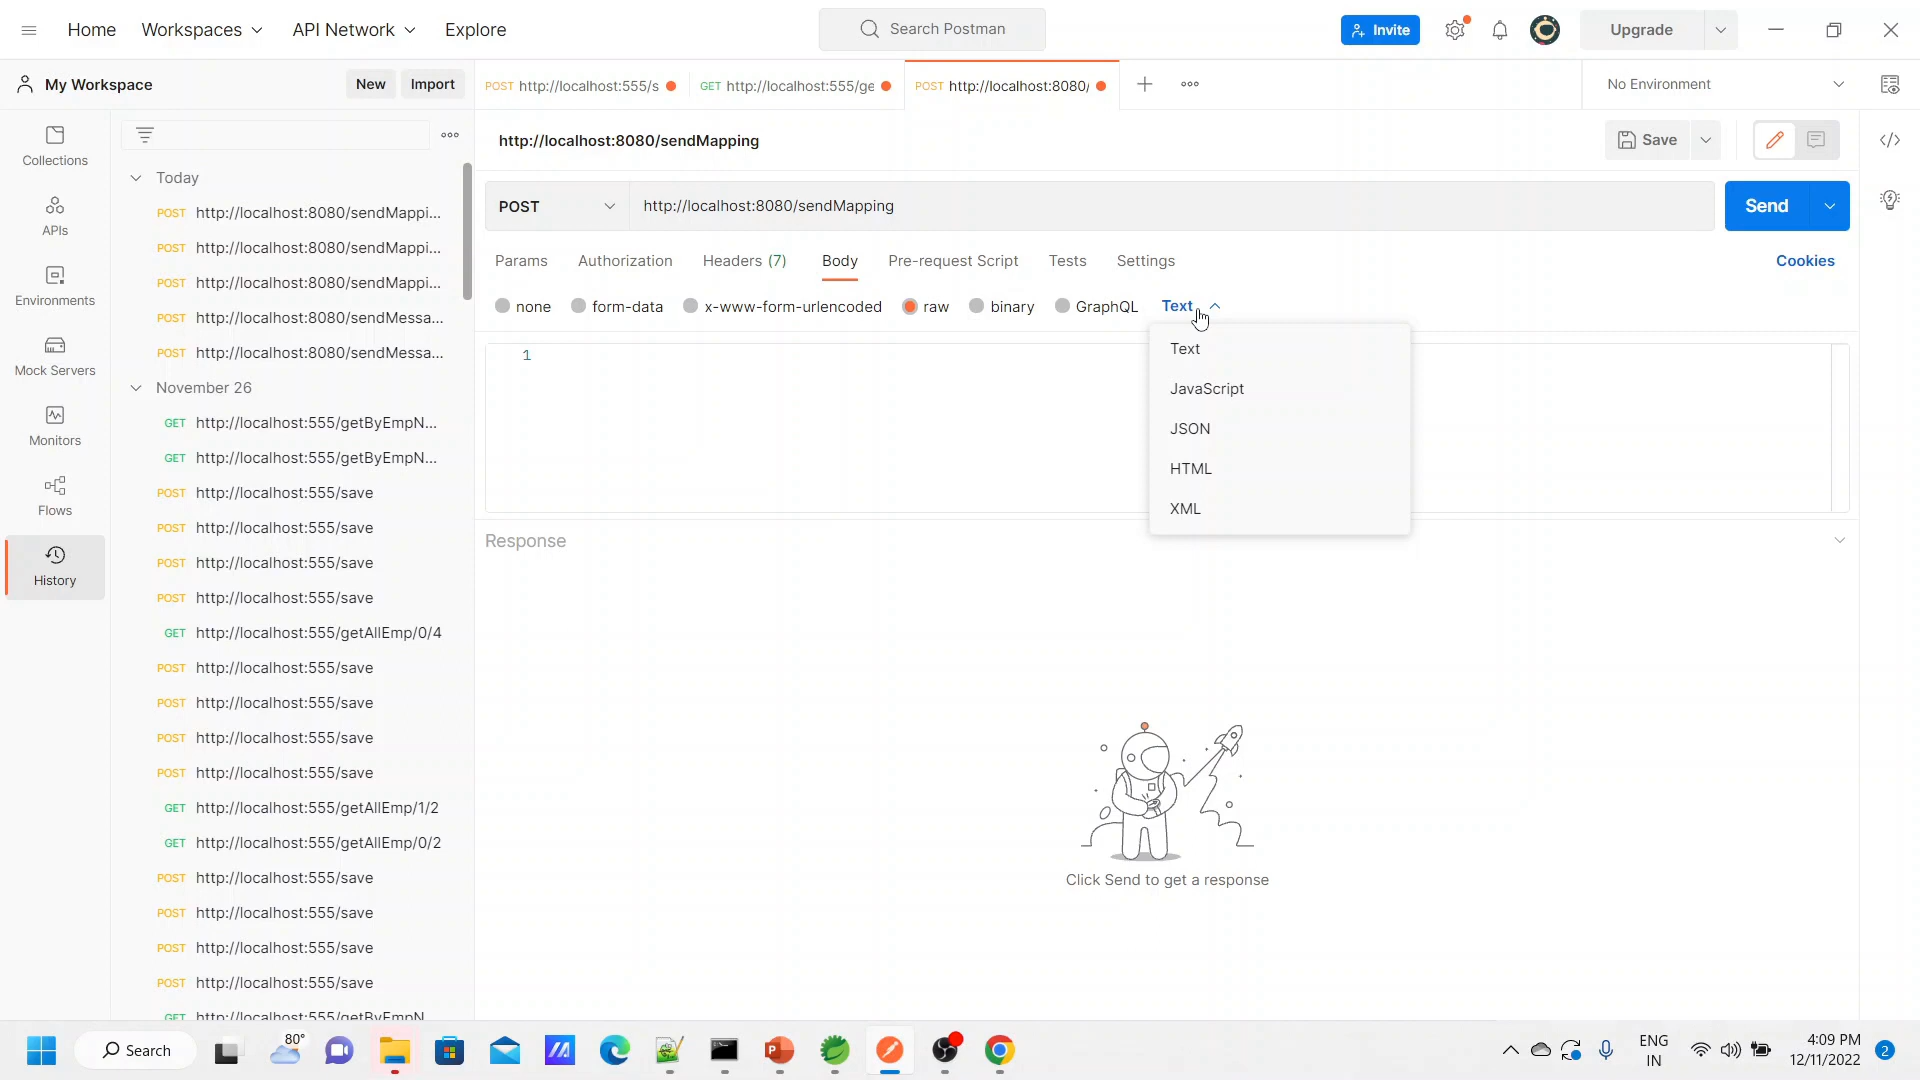 Home
Workspaces
API Network
Explore
Search Postman
Invite
Upgrade
My Workspace
New
Import
POST http://localhost:555/s
GET http://localhost:555/ge
POST http://localhost:8080/
No Environment
Collections
APIs
Environments
Mock Servers
Monitors
Flows
History
Today
POST http://localhost:8080/sendMappi...
POST http://localhost:8080/sendMappi...
POST http://localhost:8080/sendMappi...
POST http://localhost:8080/sendMessa...
POST http://localhost:8080/sendMessa...
November 26
GET http://localhost:555/getByEmpN...
GET http://localhost:555/getByEmpN...
POST http://localhost:555/save
POST http://localhost:555/save
POST http://localhost:555/save
POST http://localhost:555/save
GET http://localhost:555/getAllEmp/0/4
POST http://localhost:555/save
POST http://localhost:555/save
POST http://localhost:555/save
POST http://localhost:555/save
GET http://localhost:555/getAllEmp/1/2
GET http://localhost:555/getAllEmp/0/2
POST http://localhost:555/save
POST http://localhost:555/save
POST http://localhost:555/save
POST http://localhost:555/save
GET http://localhost:555/getByEmpN
http://localhost:8080/sendMapping
Save
POST
http://localhost:8080/sendMapping
Send
Params
Authorization
Headers (7)
Body
Pre-request Script
Tests
Settings
Cookies
none
form-data
x-www-form-urlencoded
raw
binary
GraphQL
Text
1
Text
JavaScript
JSON
HTML
XML
Response
Click Send to get a response
Search
80°
ENG
IN
4:09 PM
12/11/2022
2